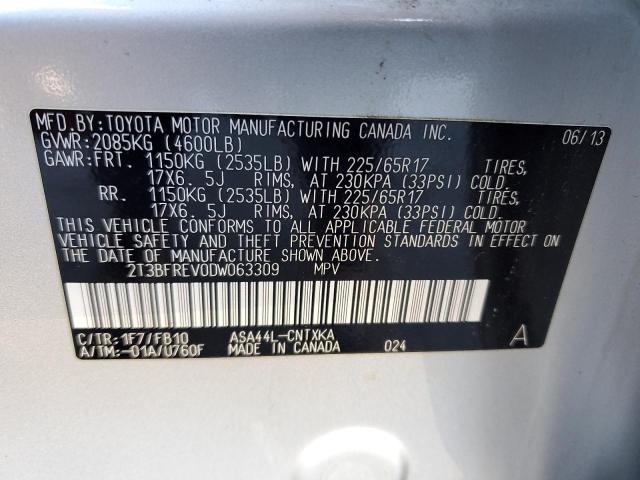 MFD.BY:TOYOTA MOTOR MANUFACTURING CANADA INC. 06/13
GVWR:2085KG (4600LB)
GAWR:FRT. 1150KG (2535LB) WITH 225/65R17 TIRES,
17X6. 5J RIMS, AT 230KPA (33PSI) COLD.
RR. 1150KG (2535LB) WITH 225/65R17 TIRES,
17X6. 5J RIMS, AT 230KPA (33PSI) COLD.
THIS VEHICLE CONFORMS TO ALL APPLICABLE FEDERAL MOTOR
VEHICLE SAFETY AND THEFT PREVENTION STANDARDS IN EFFECT ON
THE DATE OF MANUFACTURE SHOWN ABOVE.
2T3BFREV0DW063309 MPV
C/TR:1F7/FB10 ASA44L-CNTXKA
A/TM:-01A/U760F MADE IN CANADA 024 A